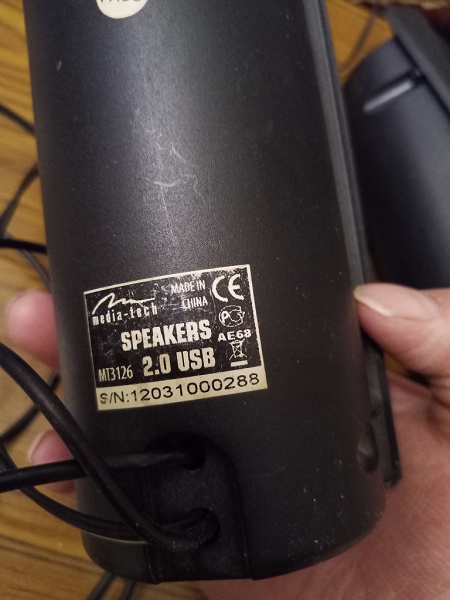 media-tech
MADE IN
CHINA
CE
SPEAKERS
AE68
MT3126 2.0 USB
S/N:12031000288